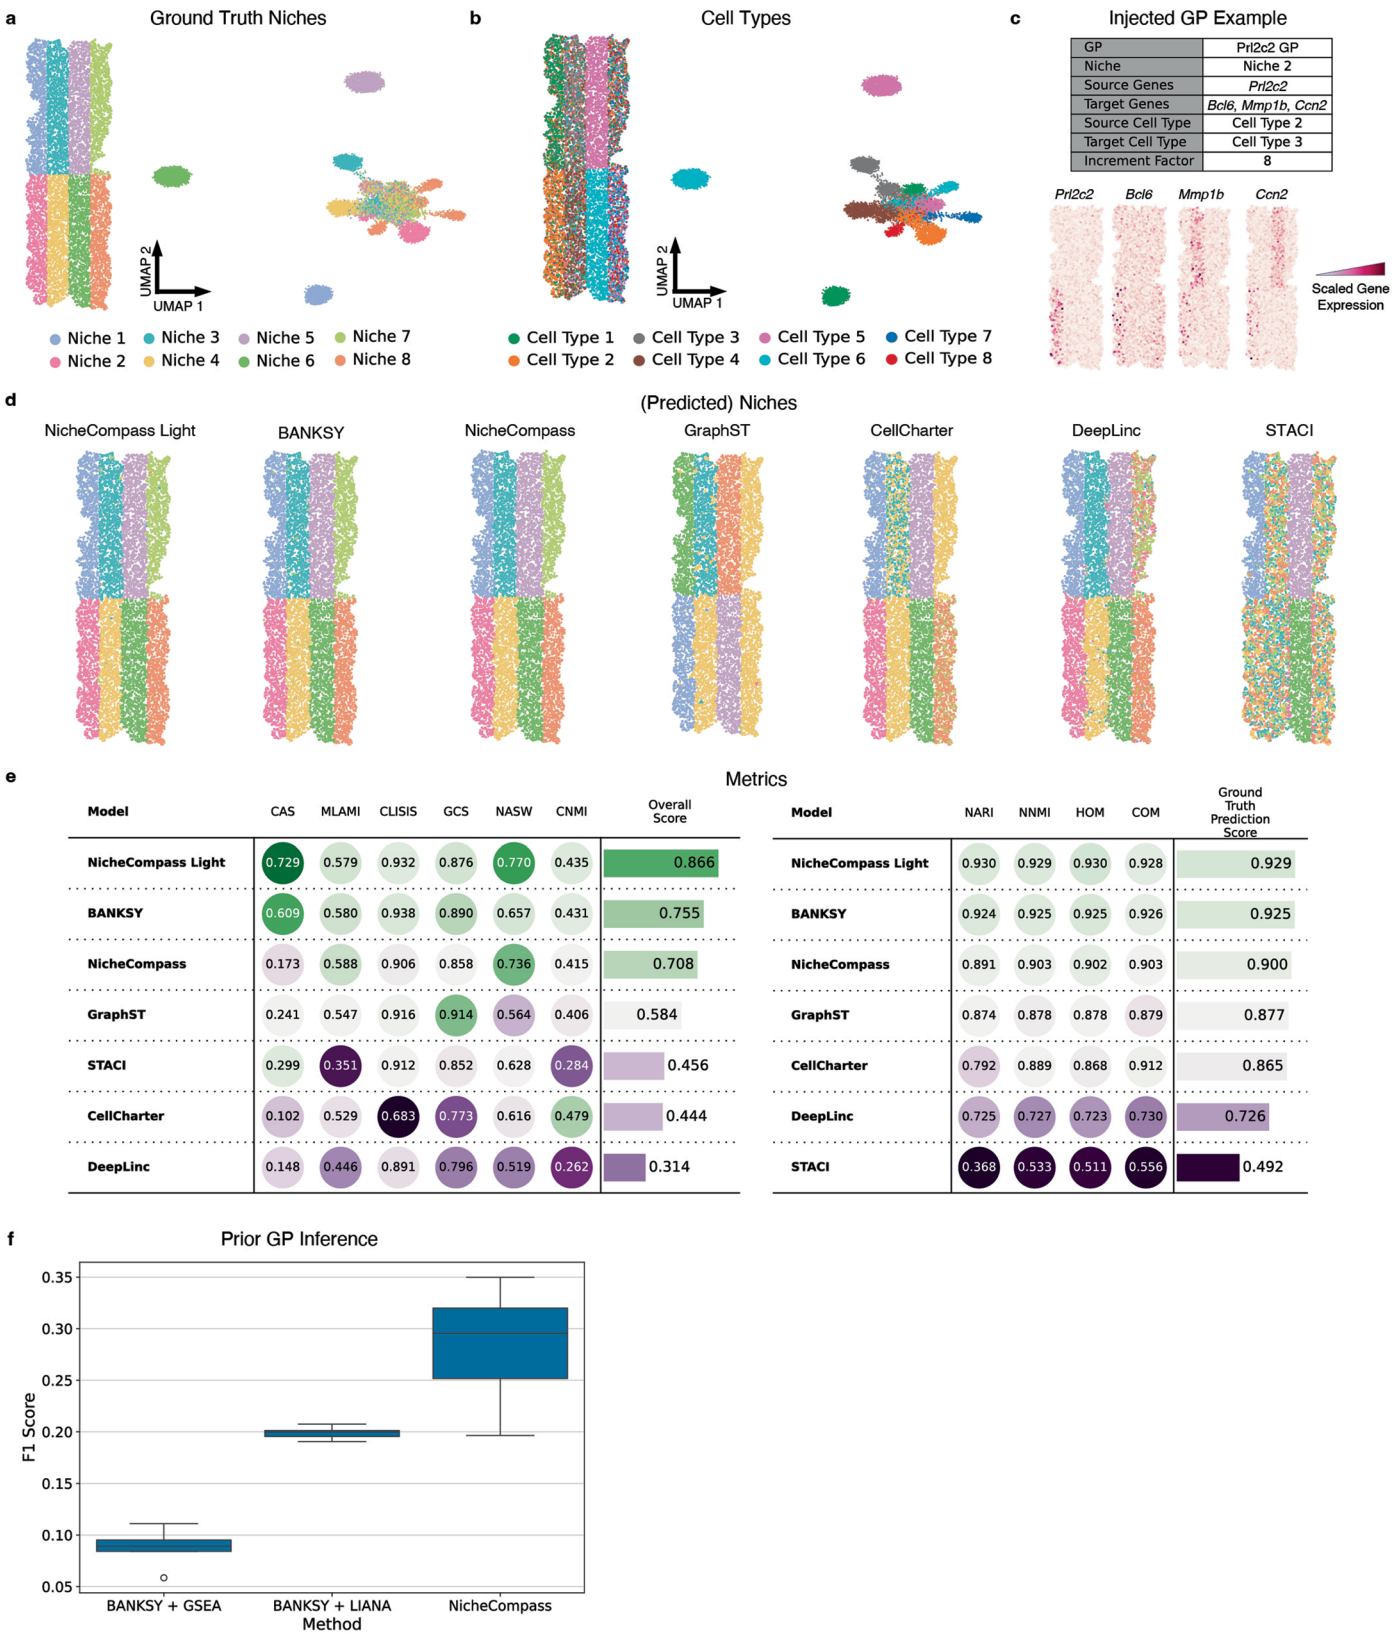 a Ground Truth Niches
UMAP 2
UMAP 1
Niche 1 Niche 3 Niche 5 Niche 7
Niche 2 Niche 4 Niche 6 Niche 8
b Cell Types
UMAP 2
UMAP 1
Cell Type 1 Cell Type 3 Cell Type 5 Cell Type 7
Cell Type 2 Cell Type 4 Cell Type 6 Cell Type 8
c Injected GP Example
GP Prl2c2 GP
Niche Niche 2
Source Genes Prl2c2
Target Genes Bcl6, Mmp1b, Ccn2
Source Cell Type Cell Type 2
Target Cell Type Cell Type 3
Increment Factor 8
Prl2c2 Bcl6 Mmp1b Ccn2
Scaled Gene
Expression
d (Predicted) Niches
NicheCompass Light BANKSY NicheCompass GraphST CellCharter DeepLinc STACI
e Metrics
Model CAS MLAMI CLISIS GCS NASW CNMI Overall
Score
NicheCompass Light 0.729 0.579 0.932 0.876 0.770 0.435 0.866
BANKSY 0.609 0.580 0.938 0.890 0.657 0.431 0.755
NicheCompass 0.173 0.588 0.906 0.858 0.736 0.415 0.708
GraphST 0.241 0.547 0.916 0.914 0.564 0.406 0.584
STACI 0.299 0.351 0.912 0.852 0.628 0.284 0.456
CellCharter 0.102 0.529 0.683 0.773 0.616 0.479 0.444
DeepLinc 0.148 0.446 0.891 0.796 0.519 0.262 0.314
Model NARI NNMI HOM COM Ground
Truth
Prediction
Score
NicheCompass Light 0.930 0.929 0.930 0.928 0.929
BANKSY 0.924 0.925 0.925 0.926 0.925
NicheCompass 0.891 0.903 0.902 0.903 0.900
GraphST 0.874 0.878 0.878 0.879 0.877
CellCharter 0.792 0.889 0.868 0.912 0.865
DeepLinc 0.725 0.727 0.723 0.730 0.726
STACI 0.368 0.533 0.511 0.556 0.492
f Prior GP Inference
F1 Score
0.35
0.30
0.25
0.20
0.15
0.10
0.05
BANKSY + GSEA BANKSY + LIANA NicheCompass
Method